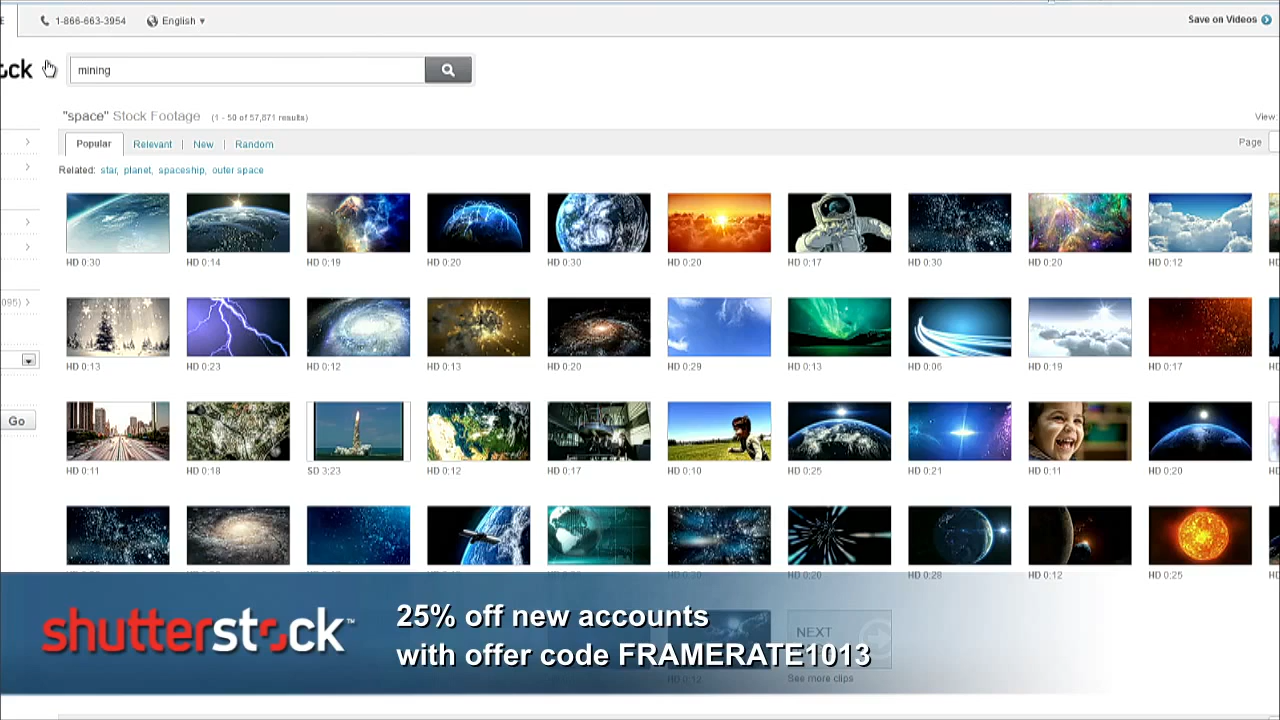 E
1-866-663-3954
English
Save on Videos
ock
mining
"space" Stock Footage (1 - 50 of 57,871 results)
View:
Popular
Relevant | New | Random
Page
Related: star, planet, spaceship, outer space
HD 0:30 HD 0:14 HD 0:19 HD 0:20 HD 0:30 HD 0:20 HD 0:17 HD 0:30 HD 0:20 HD 0:12
095)
HD 0:13 HD 0:23 HD 0:12 HD 0:13 HD 0:20 HD 0:29 HD 0:13 HD 0:06 HD 0:19 HD 0:17
Go
HD 0:11 HD 0:18 SD 3:23 HD 0:12 HD 0:17 HD 0:10 HD 0:25 HD 0:21 HD 0:11 HD 0:20
HD 0:20 HD 0:28 HD 0:12 HD 0:25
shutterstock™
25% off new accounts
with offer code FRAMERATE1013
NEXT
HD 0:12
See more clips